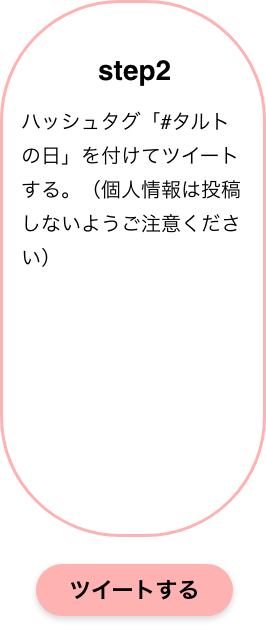 step2
ハッシュタグ「#タルト
の日」を付けてツイート
する。（個人情報は投稿
しないようご注意くださ
い）
ツイートする